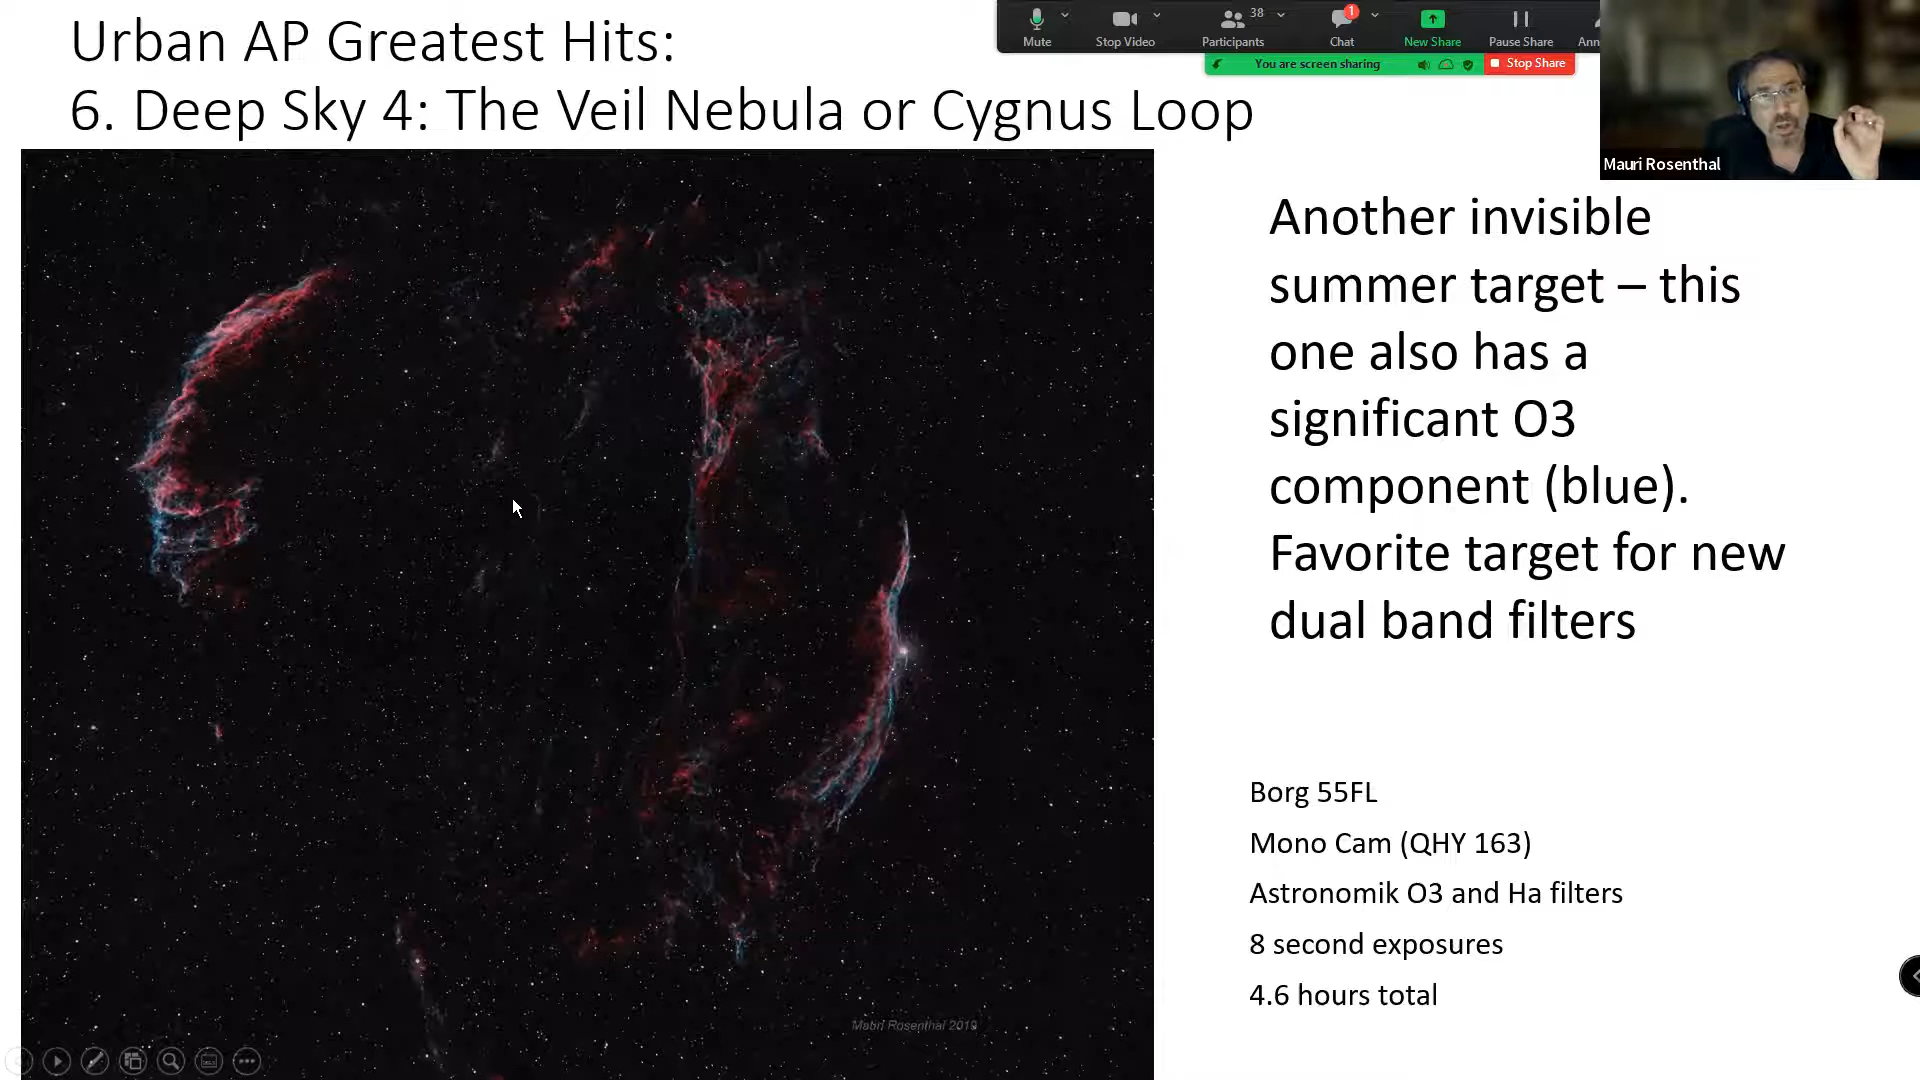 Urban AP Greatest Hits:
6. Deep Sky 4: The Veil Nebula or Cygnus Loop
Mute
Stop Video
38
Participants
1
Chat
New Share
Pause Share
You are screen sharing
Stop Share
Mauri Rosenthal
Another invisible
summer target – this
one also has a
significant O3
component (blue).
Favorite target for new
dual band filters
Borg 55FL
Mono Cam (QHY 163)
Astronomik O3 and Ha filters
8 second exposures
4.6 hours total
Mauri Rosenthal 2019